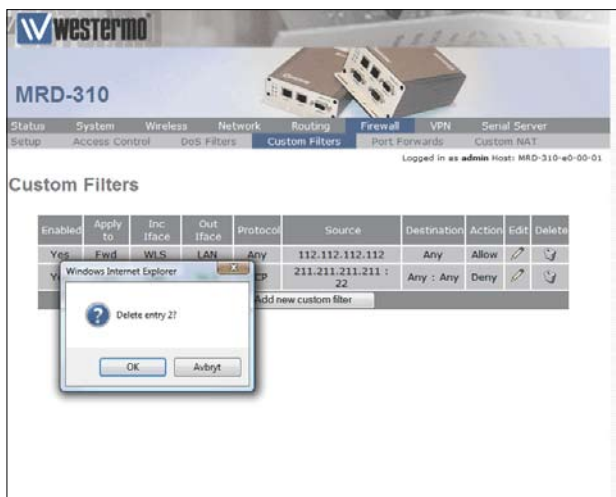 westermo
MRD-310
Status System Wireless Network Routing Firewall VPN Serial Server
Setup Access Control DoS Filters Custom Filters Port Forwards Custom NAT
Logged in as admin Host: MRD-310-e0-00-01
Custom Filters
Enabled Apply to Inc Iface Out Iface Protocol Source Destination Action Edit Delete
Yes Fwd WLS LAN Any 112.112.112.112 Any Allow
211.211.211.211 : 22 Any : Any Deny
Add new custom filter
Windows Internet Explorer
Delete entry 2?
OK Avbryt